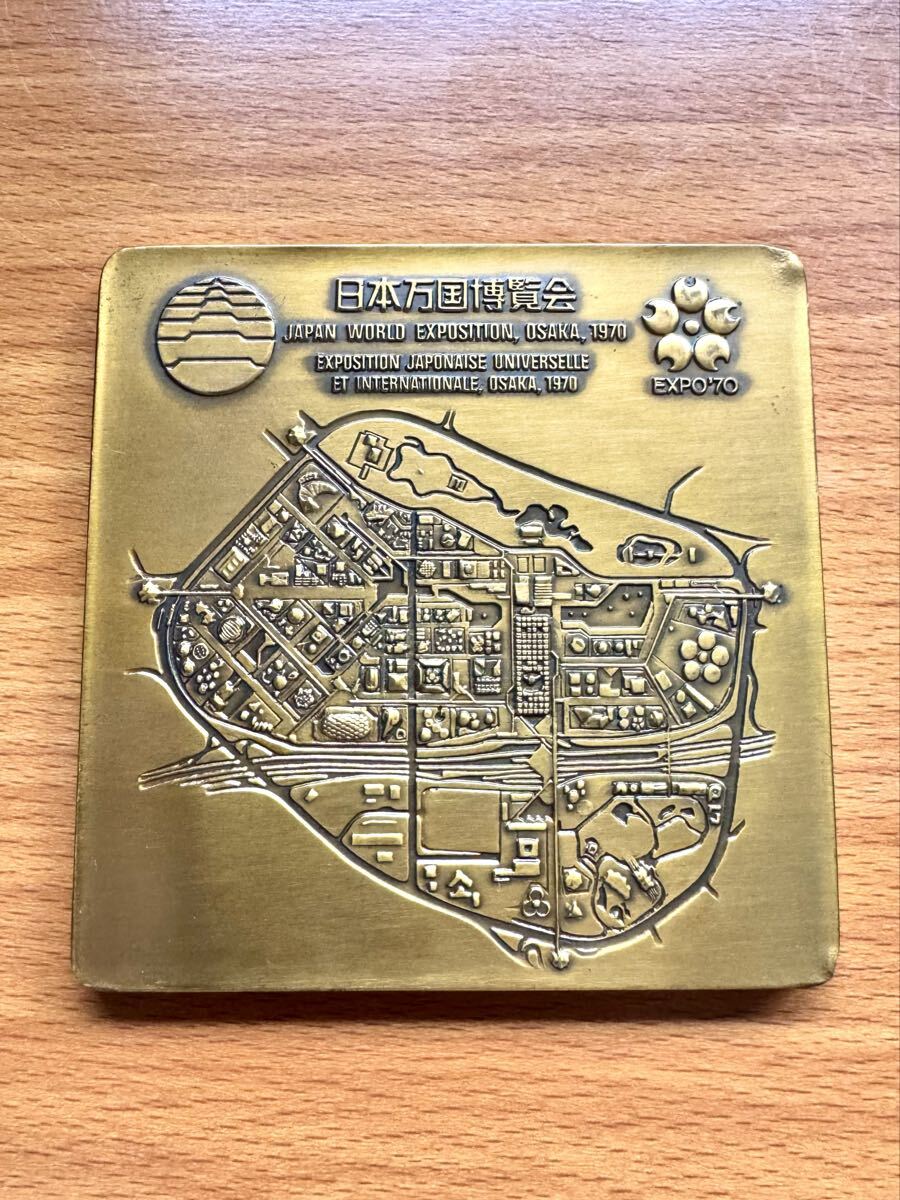 日本万国博覧会
JAPAN WORLD EXPOSITION, OSAKA, 1970
EXPOSITION JAPONAISE UNIVERSELLE
ET INTERNATIONALE, OSAKA, 1970
EXPO'70